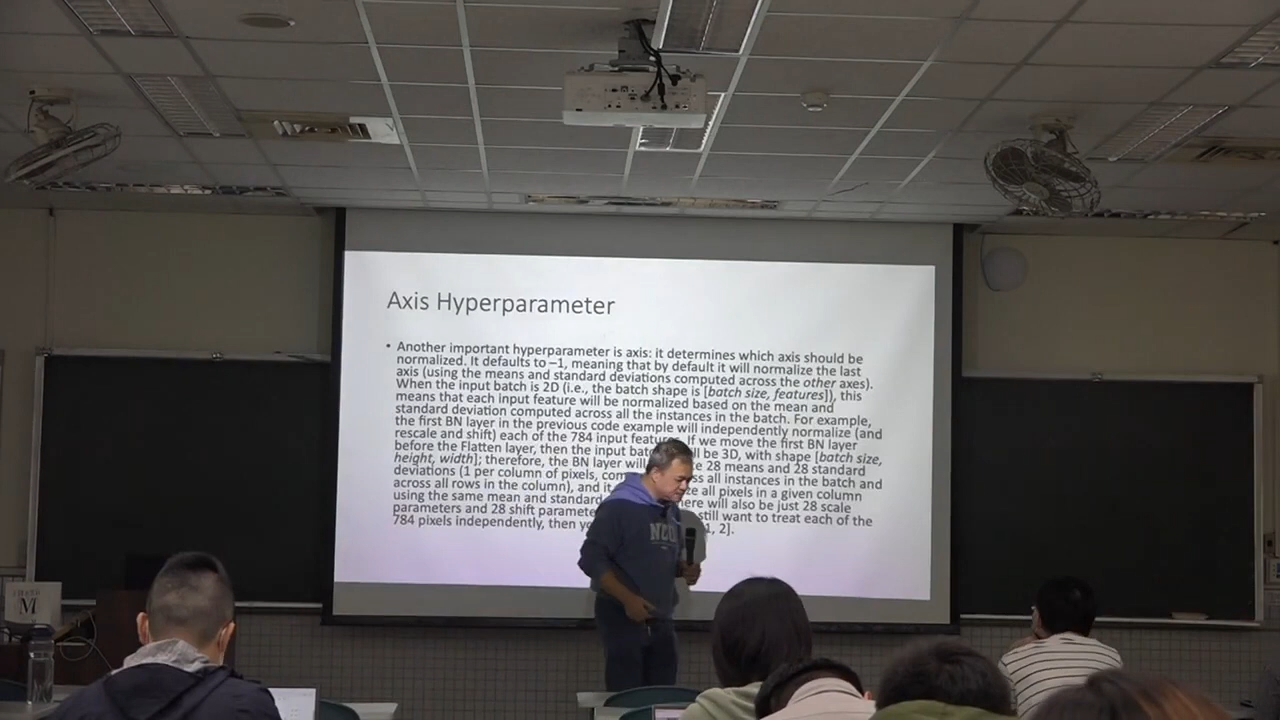 Axis Hyperparameter
• Another important hyperparameter is axis: it determines which axis should be
normalized. It defaults to –1, meaning that by default it will normalize the last
axis (using the means and standard deviations computed across the other axes).
When the input batch is 2D (i.e., the batch shape is [batch size, features]), this
means that each input feature will be normalized based on the mean and
standard deviation computed across all the instances in the batch. For example,
the first BN layer in the previous code example will independently normalize (and
rescale and shift) each of the 784 input features. If we move the first BN layer
before the Flatten layer, then the input batch will be 3D, with shape [batch size,
height, width]; therefore, the BN layer will 28 means and 28 standard
deviations (1 per column of pixels, all instances in the batch and
across all rows in the column), and it all pixels in a given column
using the same mean and standard There will also be just 28 scale
parameters and 28 shift still want to treat each of the
784 pixels independently, then 1, 2].
NCU
M